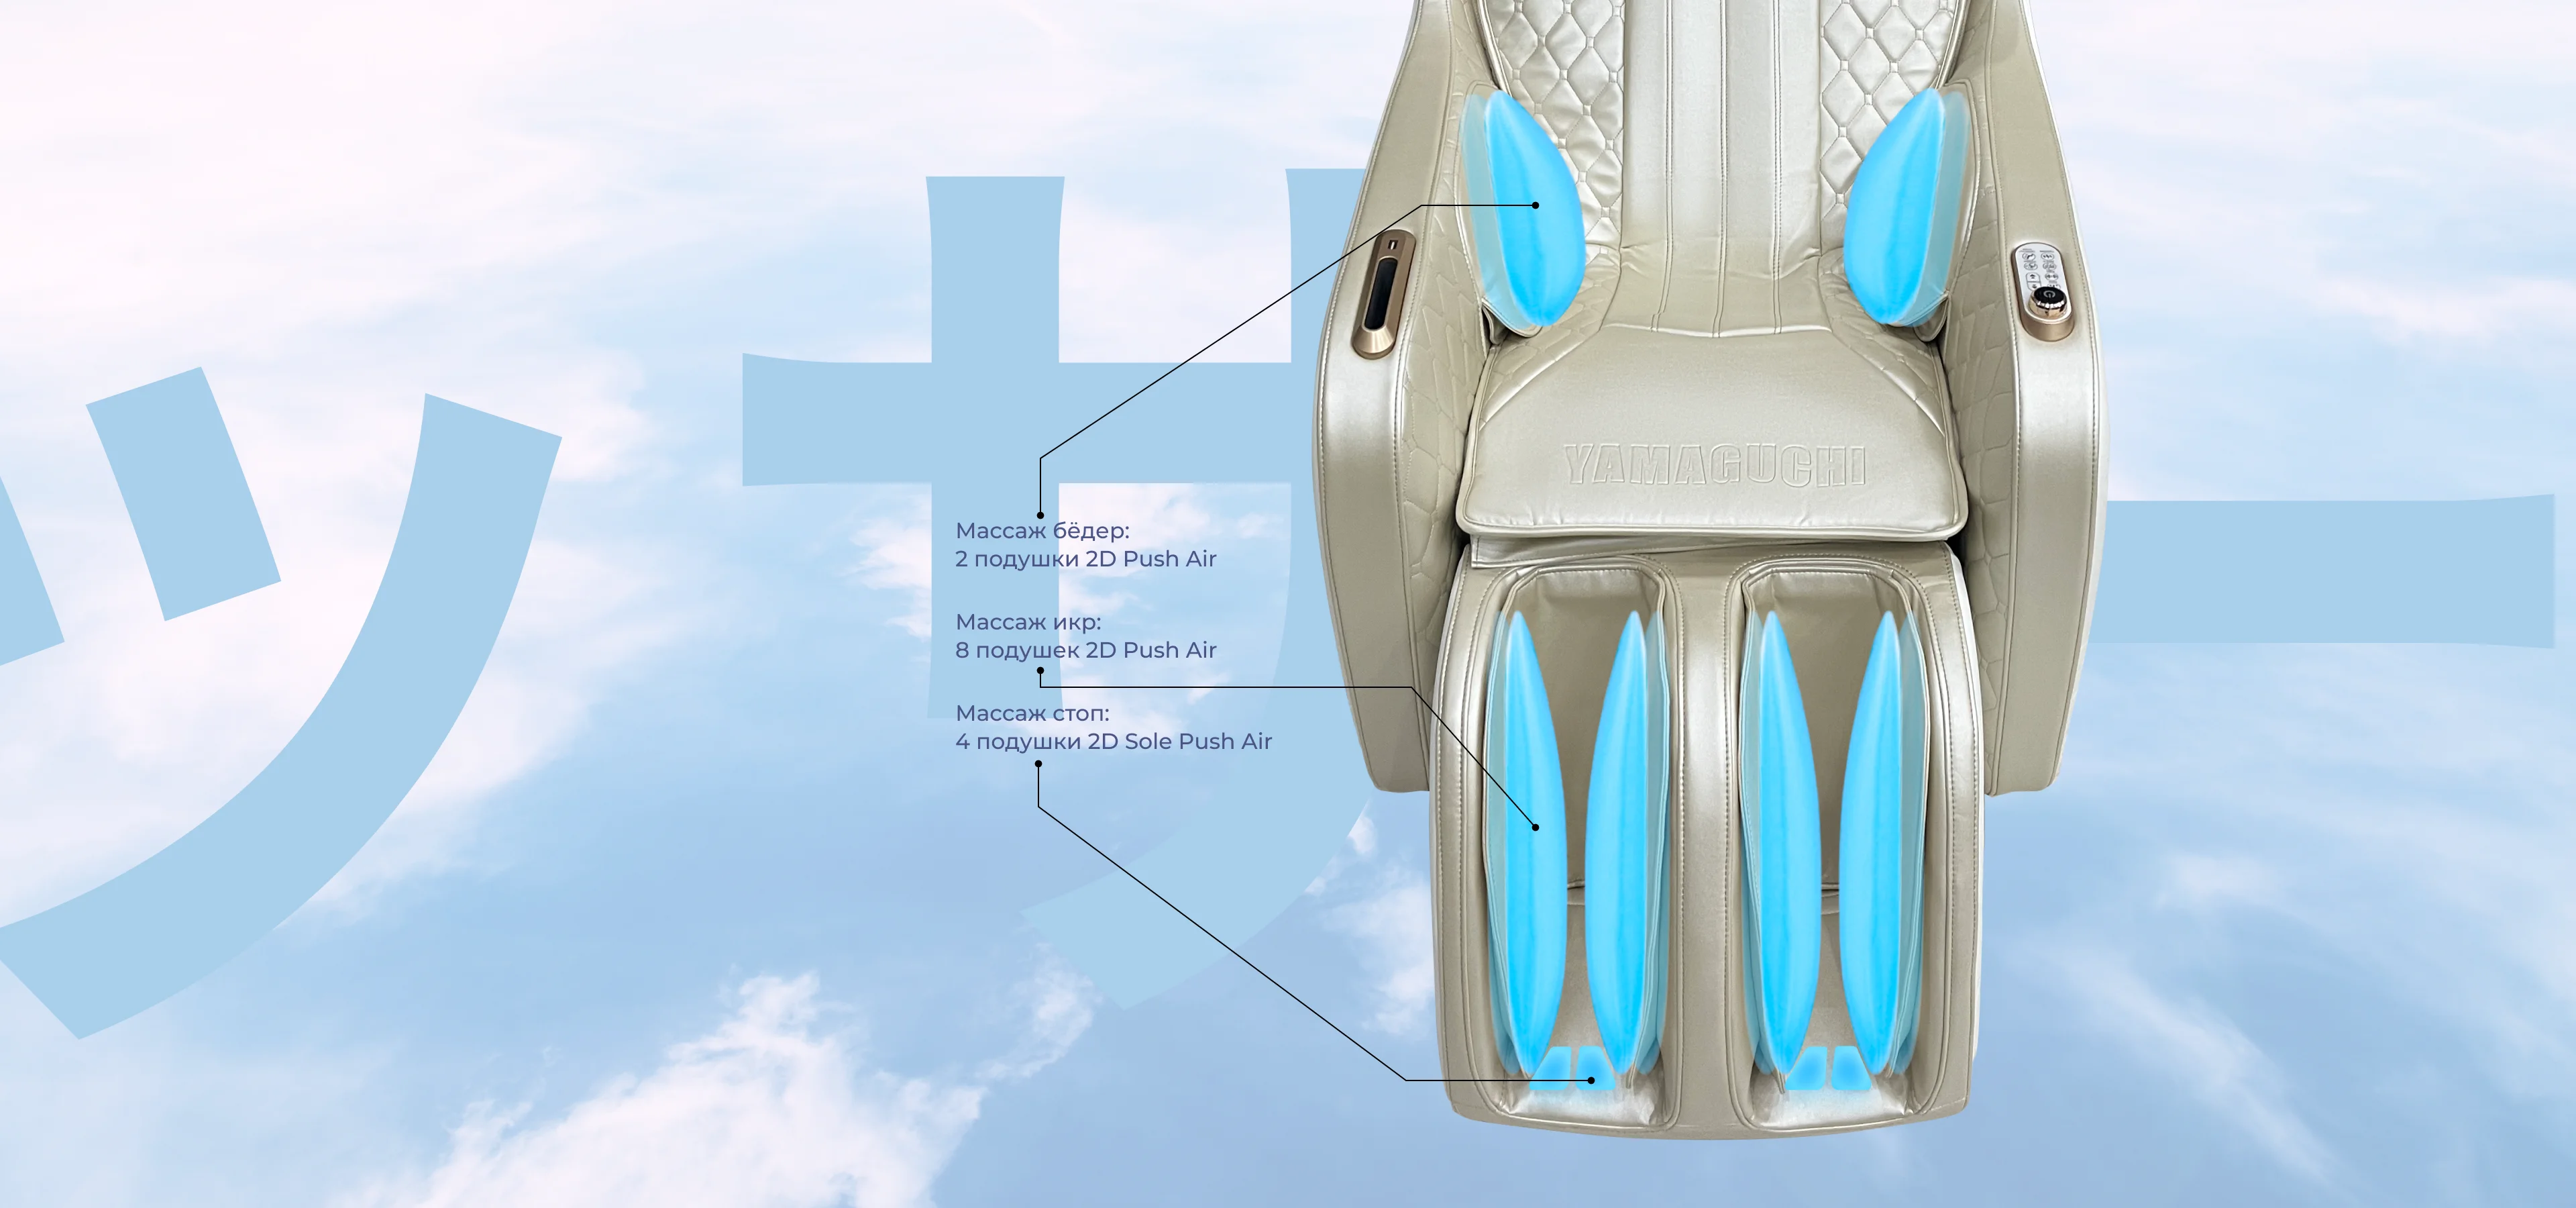 ッサー
YAMAGUCHI
Массаж бёдер:
2 подушки 2D Push Air
Массаж икр:
8 подушек 2D Push Air
Массаж стоп:
4 подушки 2D Sole Push Air